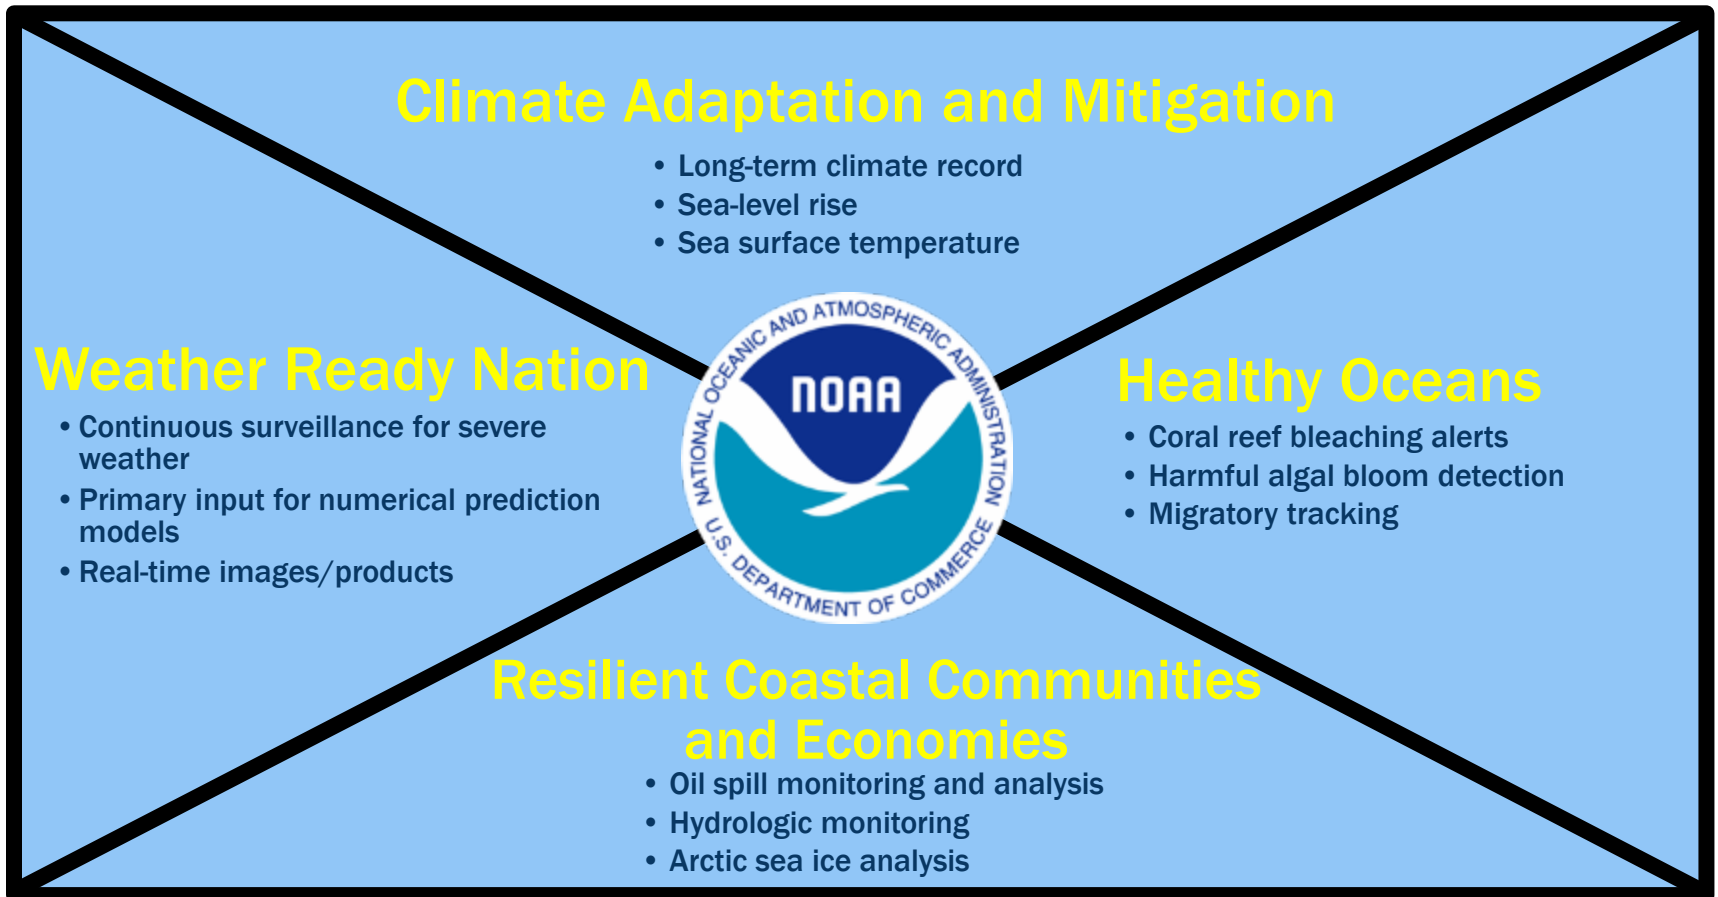 Climate Adaptation and Mitigation
• Long-term climate record
• Sea-level rise
• Sea surface temperature
Weather Ready Nation
• Continuous surveillance for severe
weather
• Primary input for numerical prediction
models
• Real-time images/products
NATIONAL OCEANIC AND ATMOSPHERIC ADMINISTRATION
NOAA
U.S. DEPARTMENT OF COMMERCE
Healthy Oceans
• Coral reef bleaching alerts
• Harmful algal bloom detection
• Migratory tracking
Resilient Coastal Communities
and Economies
• Oil spill monitoring and analysis
• Hydrologic monitoring
• Arctic sea ice analysis